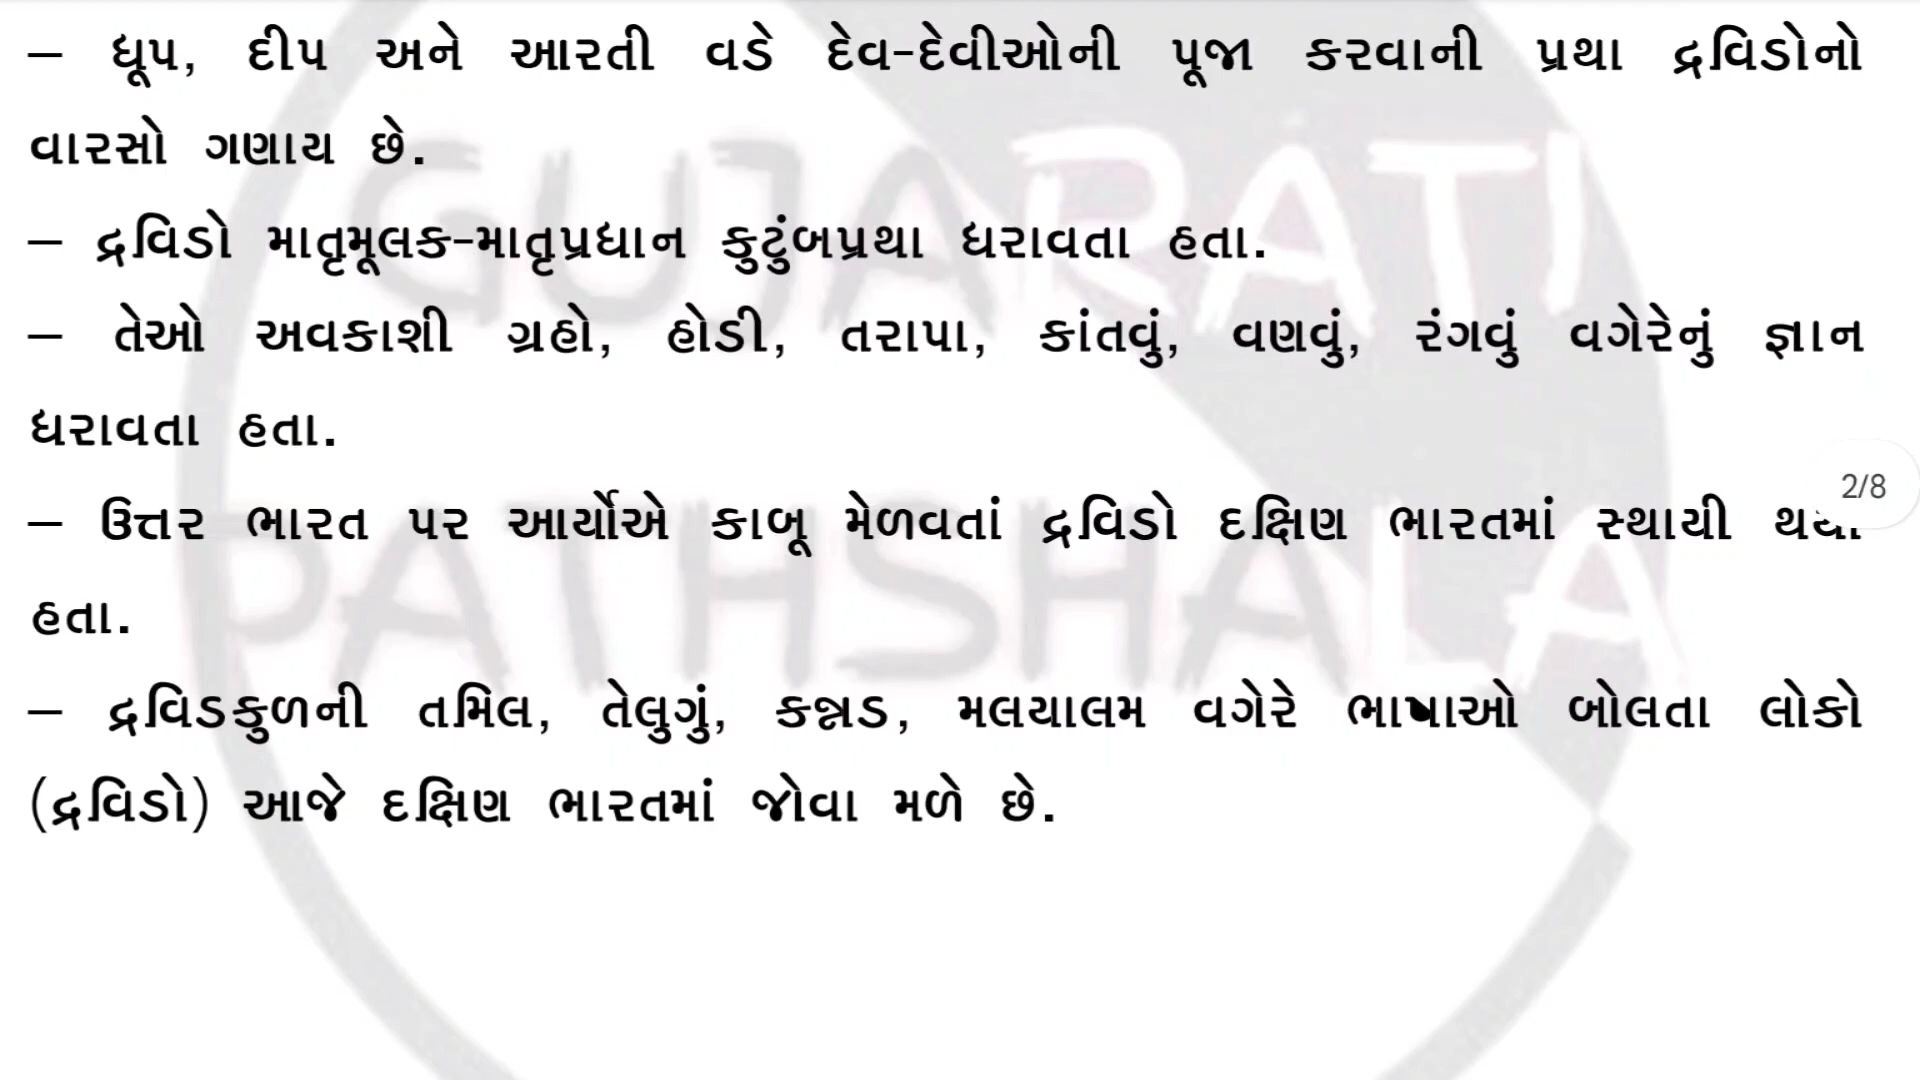 – ધૂપ, દીપ અને આરતી વડે દેવ-દેવીઓની પૂજા કરવાની પ્રથા દ્રવિડોનો
વારસો ગણાય છે.
– દ્રવિડો માતૃમૂલક-માતૃપ્રધાન કુટુંબપ્રથા ધરાવતા હતા.
– તેઓ અવકાશી ગ્રહો, હોડી, તરાપા, કાંતવું, વણવું, રંગવું વગેરેનું જ્ઞાન
ધરાવતા હતા.
– ઉત્તર ભારત પર આર્યોએ કાબૂ મેળવતાં દ્રવિડો દક્ષિણ ભારતમાં સ્થાયી થયા
હતા.
– દ્રવિડકુળની તમિલ, તેલુગું, કન્નડ, મલયાલમ વગેરે ભાષાઓ બોલતા લોકો
(દ્રવિડો) આજે દક્ષિણ ભારતમાં જોવા મળે છે.
2/8
GUJARATI
PATHSHALA